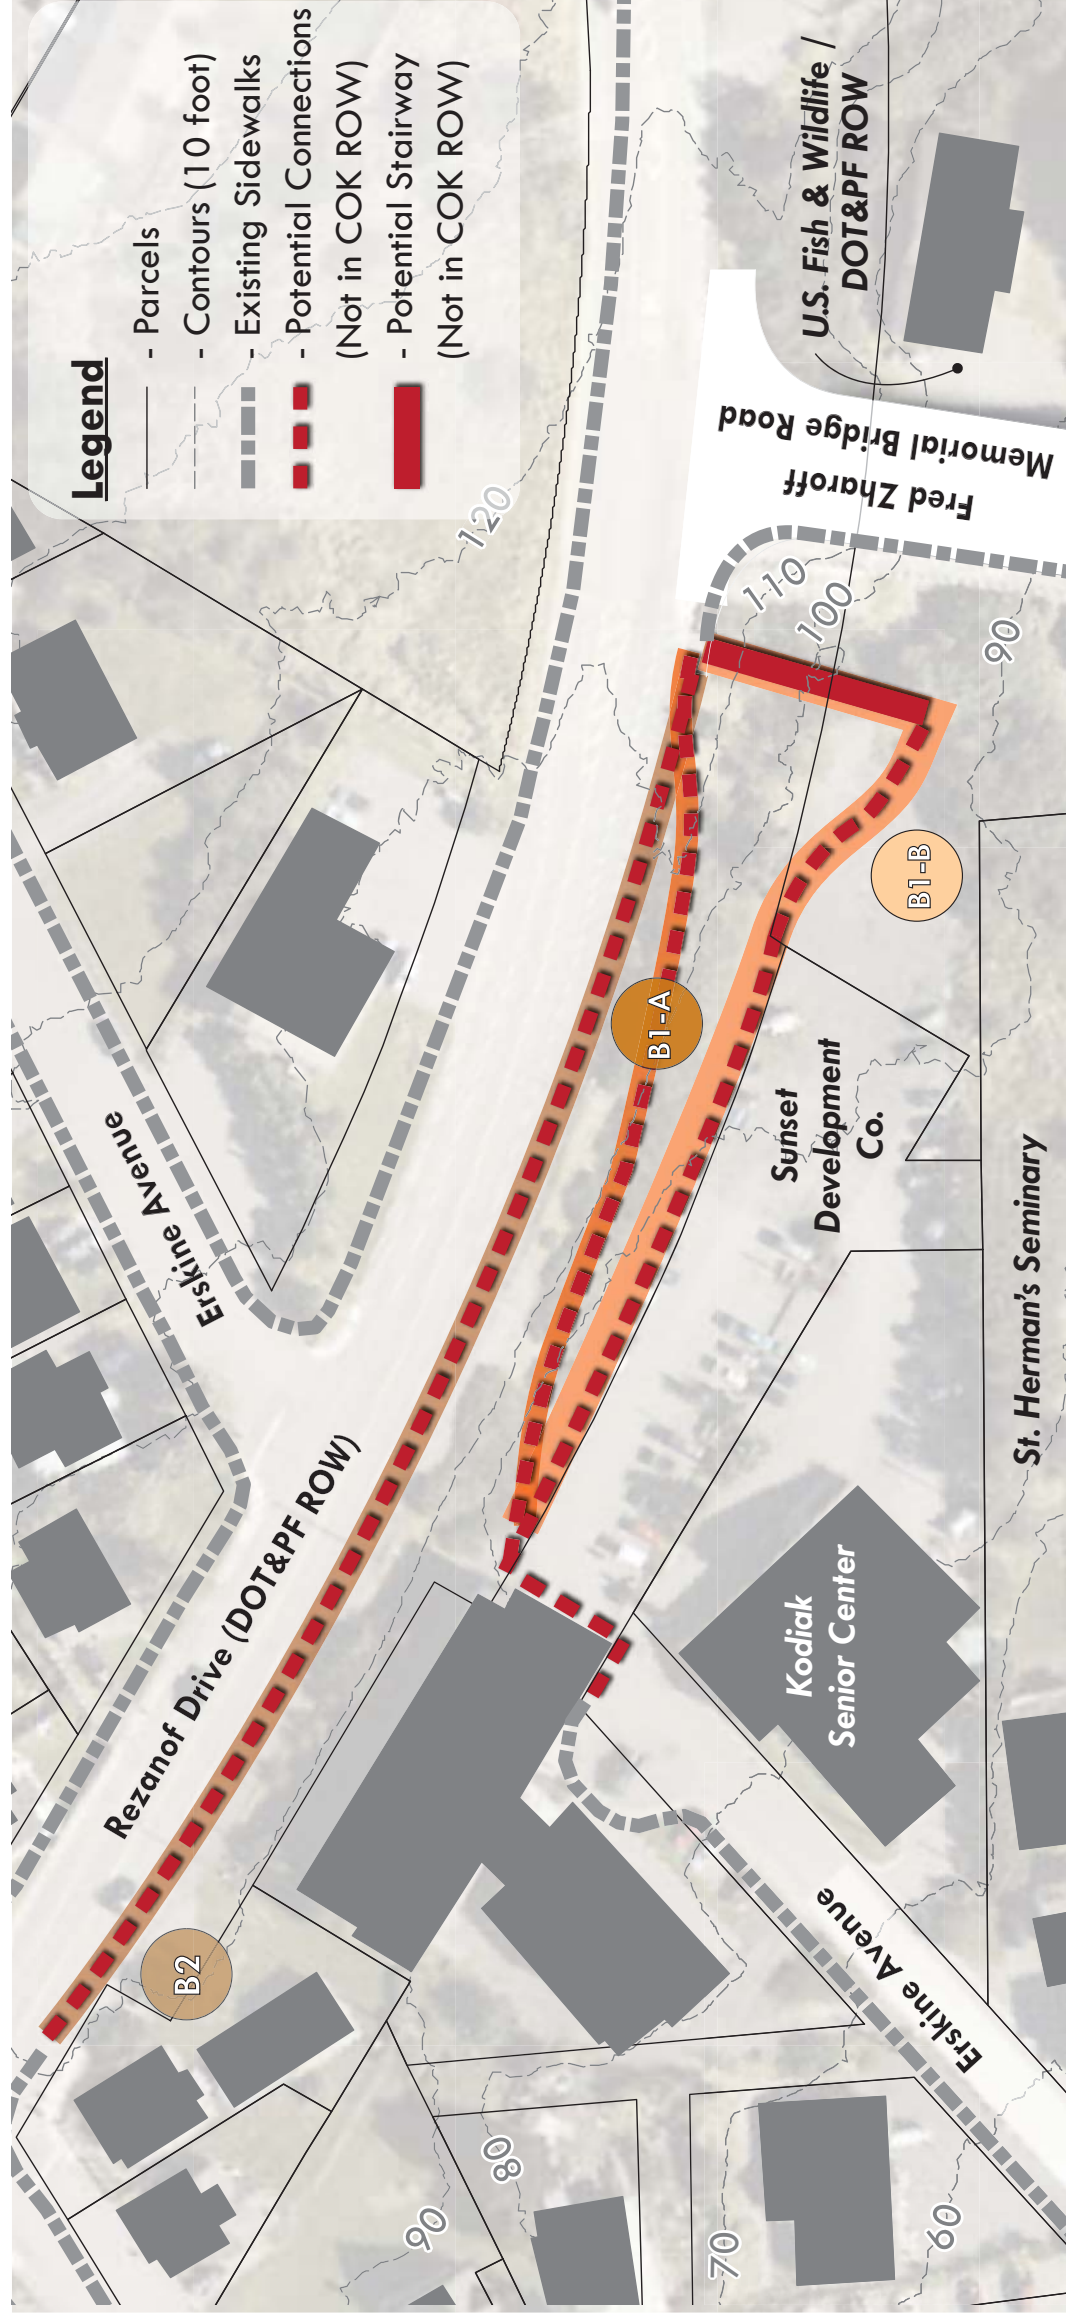 Legend
- Parcels
- Contours (10 foot)
- Existing Sidewalks
- Potential Connections
(Not in COK ROW)
- Potential Stairway
(Not in COK ROW)
U.S. Fish & Wildlife /
DOT&PF ROW
Fred Zharoff
Memorial Bridge Road
120
110
100
90
B1-B
B1-A
Erskine Avenue
Sunset
Development
Co.
St. Herman's Seminary
Rezanof Drive (DOT&PF ROW)
Kodiak
Senior Center
B2
Erskine Avenue
90
80
70
60